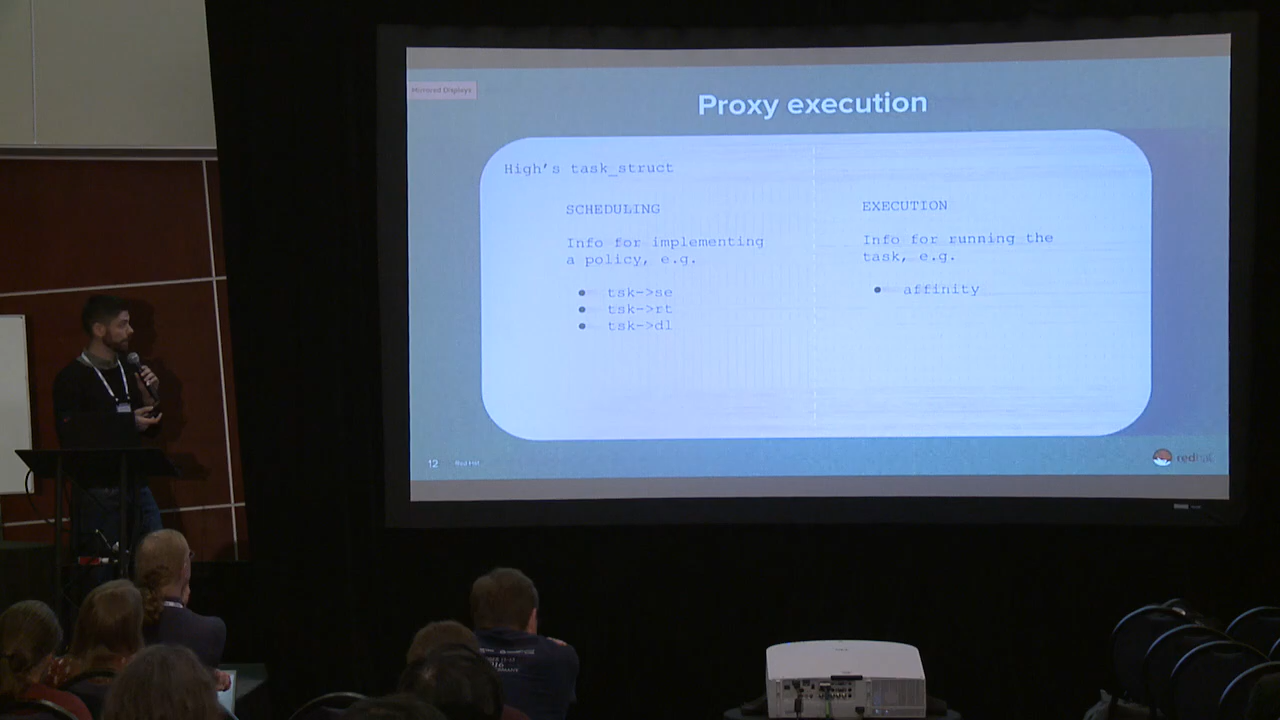 Mirrored Displays
Proxy execution
High's task_struct
SCHEDULING
Info for implementing
a policy, e.g.
tsk->se
tsk->rt
tsk->dl
EXECUTION
Info for running the
task, e.g.
affinity
12
Red Hat
redhat